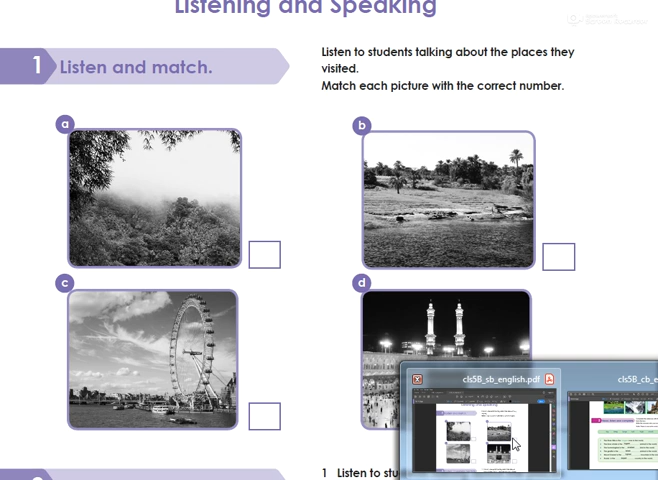 Listening and Speaking
1 Listen and match.
Listen to students talking about the places they
visited.
Match each picture with the correct number.
a
b
c
d
cls5B_sb_english.pdf
cls5B_cb_e
1 Listen to stu